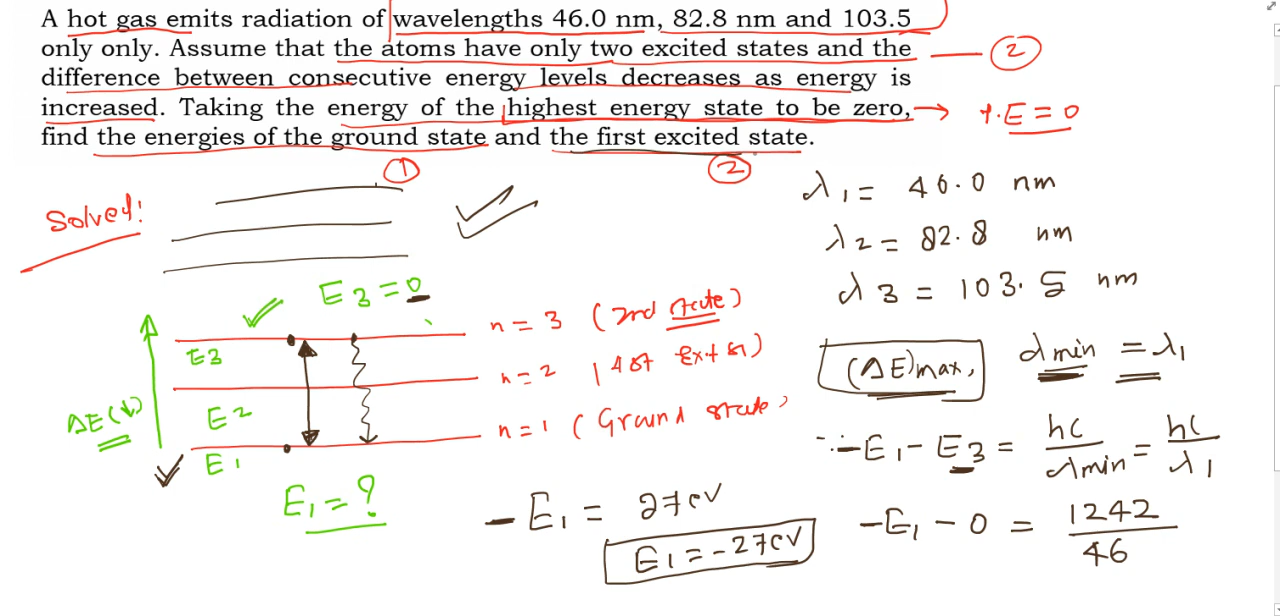 A hot gas emits radiation of wavelengths 46.0 nm, 82.8 nm and 103.5
only only. Assume that the atoms have only two excited states and the
difference between consecutive energy levels decreases as energy is
increased. Taking the energy of the highest energy state to be zero,
find the energies of the ground state and the first excited state.
2
E = 0
1
2
Solved!
λ1 = 46.0 nm
λ2 = 82.8 nm
λ3 = 103.5 nm
E3 = 0
n = 3 (2nd state)
E3
n = 2 (1st Ext st)
E2
n = 1 (Ground state)
E1
ΔE(↓)
E1 = ?
(ΔE)max, λmin = λ1
∴ -E1 - E3 = hc/λmin = hc/λ1
-E1 - 0 = 1242/46
-E1 = 27eV
E1 = -27eV